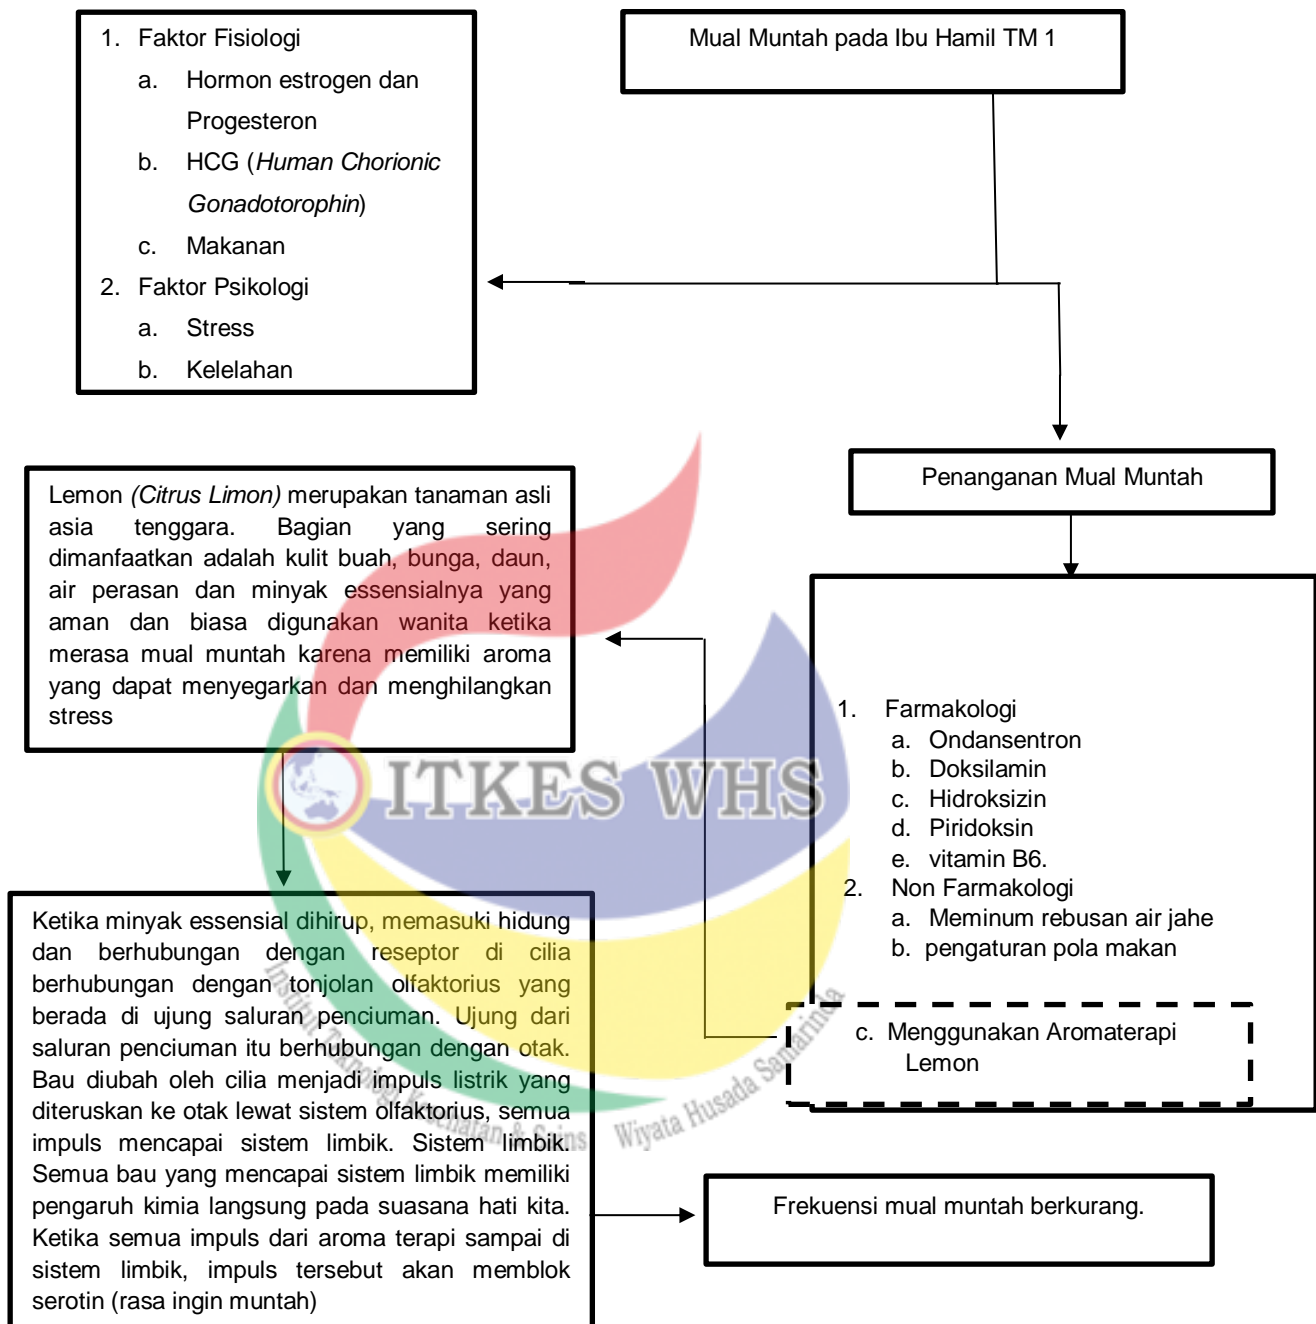 1. Faktor Fisiologi
a. Hormon estrogen dan
Progesteron
b. HCG (Human Chorionic
Gonadotorophin)
c. Makanan
2. Faktor Psikologi
a. Stress
b. Kelelahan
Mual Muntah pada Ibu Hamil TM 1
Penanganan Mual Muntah
1. Farmakologi
a. Ondansentron
b. Doksilamin
c. Hidroksizin
d. Piridoksin
e. vitamin B6.
2. Non Farmakologi
a. Meminum rebusan air jahe
b. pengaturan pola makan
c. Menggunakan Aromaterapi
Lemon
Lemon (Citrus Limon) merupakan tanaman asli
asia tenggara. Bagian yang sering
dimanfaatkan adalah kulit buah, bunga, daun,
air perasan dan minyak essensialnya yang
aman dan biasa digunakan wanita ketika
merasa mual muntah karena memiliki aroma
yang dapat menyegarkan dan menghilangkan
stress
Ketika minyak essensial dihirup, memasuki hidung
dan berhubungan dengan reseptor di cilia
berhubungan dengan tonjolan olfaktorius yang
berada di ujung saluran penciuman. Ujung dari
saluran penciuman itu berhubungan dengan otak.
Bau diubah oleh cilia menjadi impuls listrik yang
diteruskan ke otak lewat sistem olfaktorius, semua
impuls mencapai sistem limbik. Sistem limbik.
Semua bau yang mencapai sistem limbik memiliki
pengaruh kimia langsung pada suasana hati kita.
Ketika semua impuls dari aroma terapi sampai di
sistem limbik, impuls tersebut akan memblok
serotin (rasa ingin muntah)
Frekuensi mual muntah berkurang.
ITKES WHS
Institut Teknologi Kesehatan & Sains Wiyata Husada Samarinda